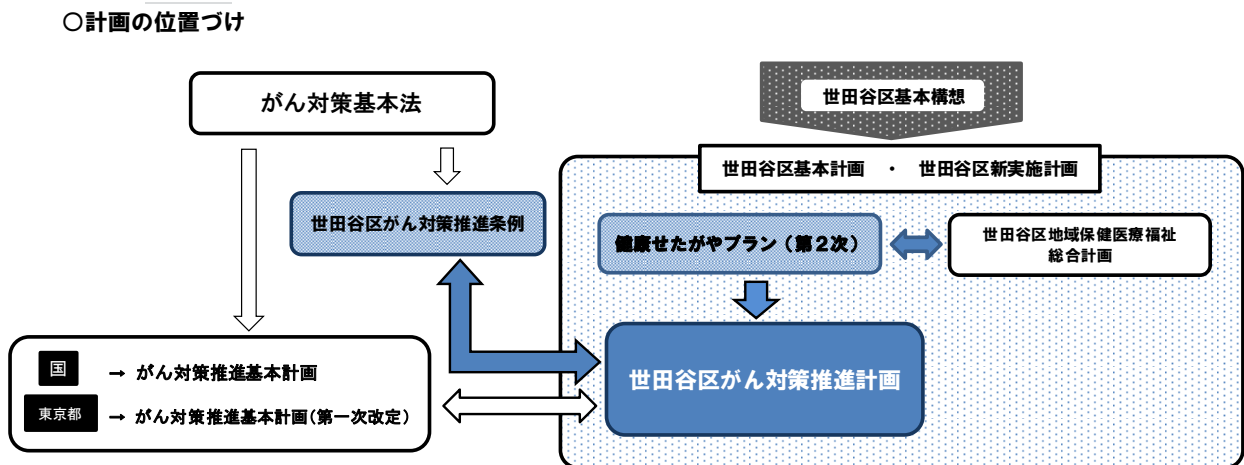 ○計画の位置づけ
がん対策基本法
世田谷区基本構想
世田谷区基本計画 ・ 世田谷区新実施計画
世田谷区がん対策推進条例
健康せたがやプラン（第２次）
世田谷区地域保健医療福祉
総合計画
国 → がん対策推進基本計画
東京都 → がん対策推進基本計画（第一次改定）
世田谷区がん対策推進計画